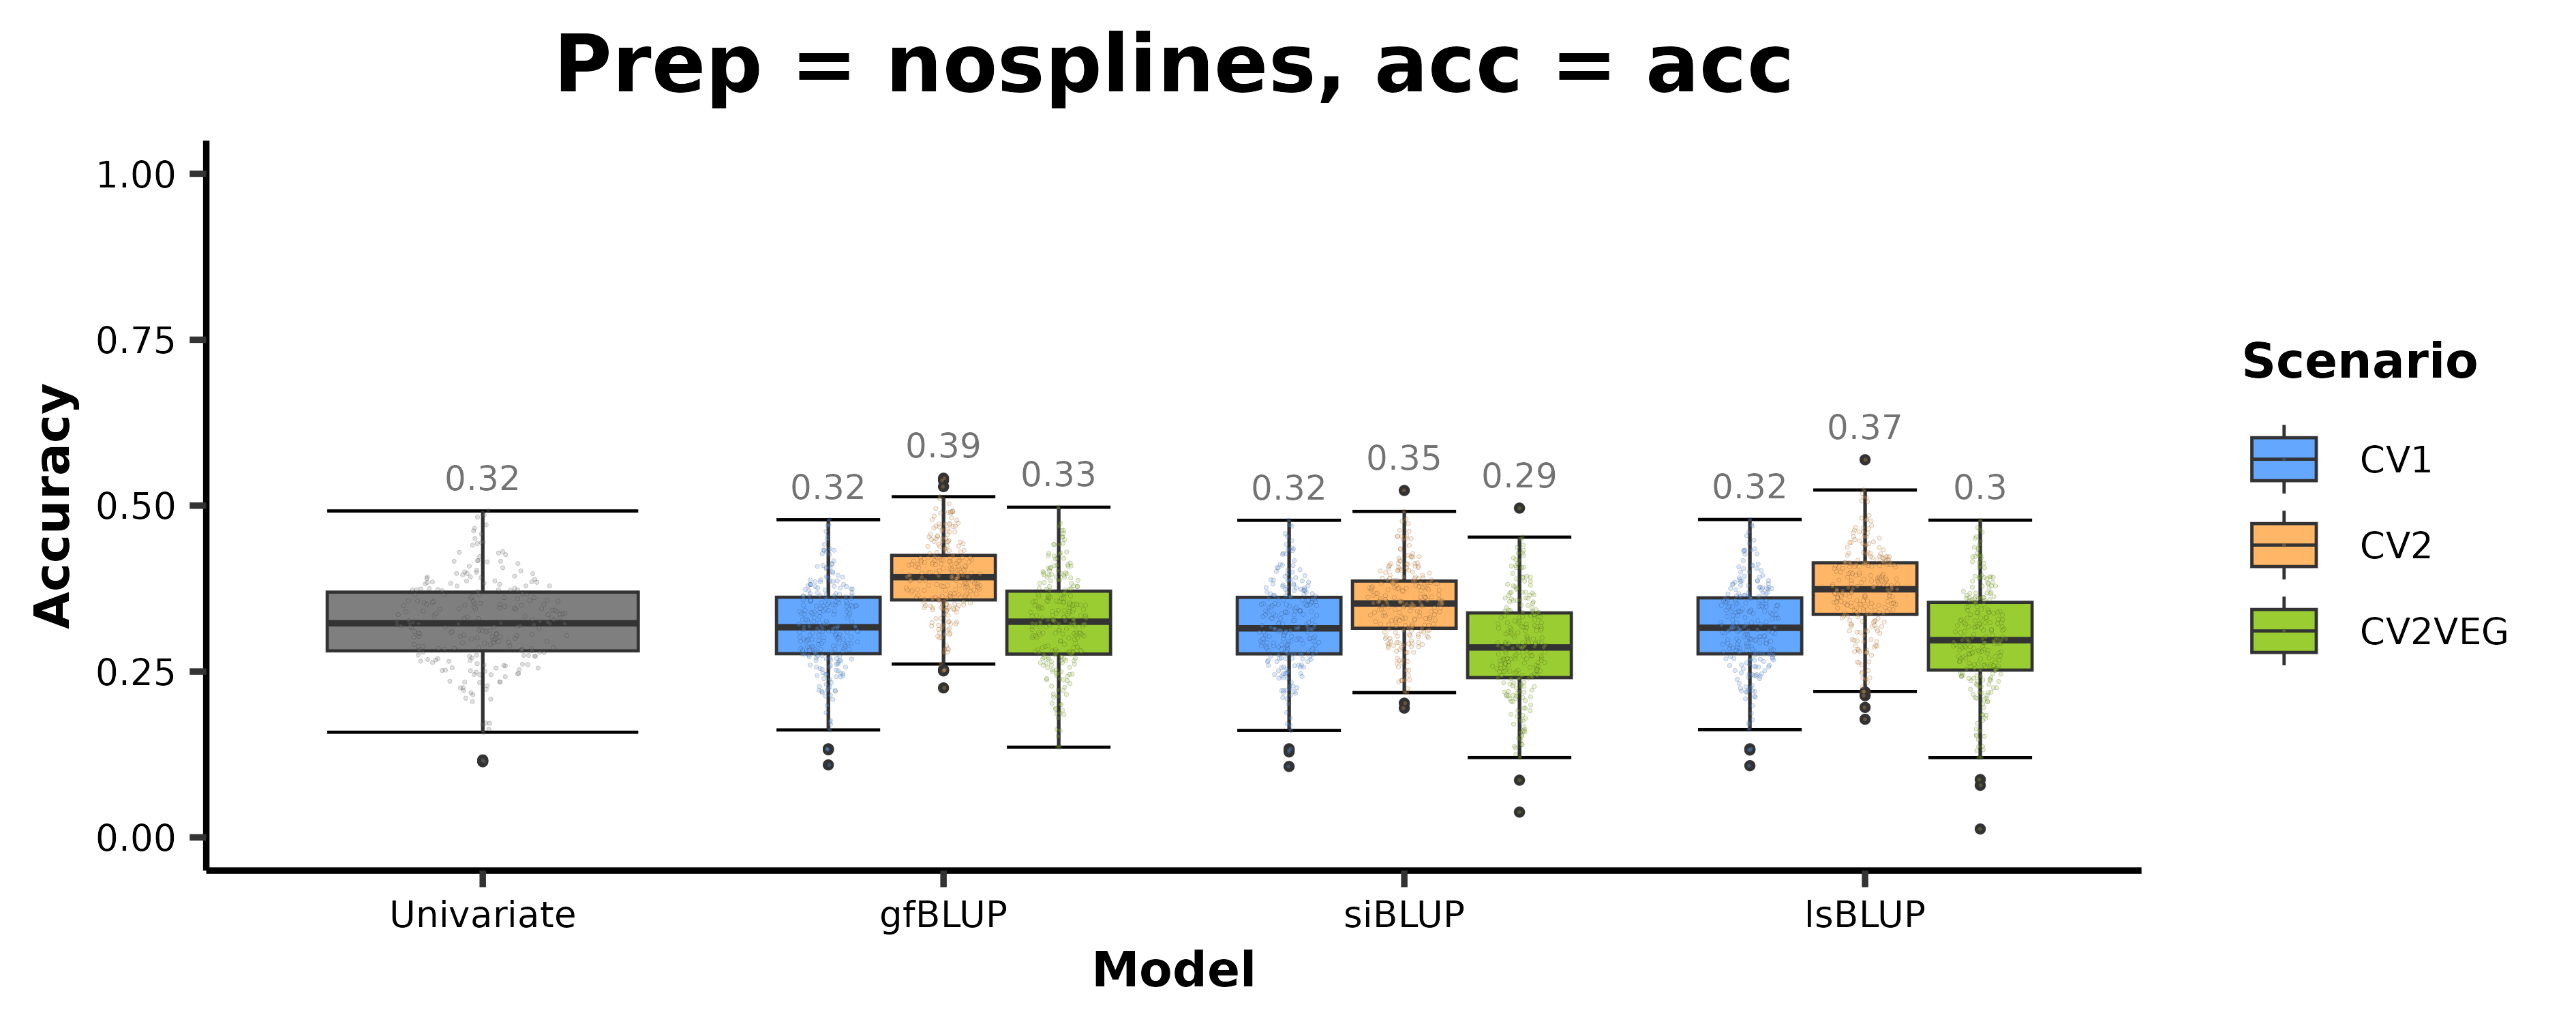 Prep = nosplines, acc = acc
Accuracy
1.00
0.75
0.50
0.25
0.00
0.32
0.32
0.39
0.33
0.32
0.35
0.29
0.32
0.37
0.3
Univariate
gfBLUP
siBLUP
lsBLUP
Model
Scenario
CV1
CV2
CV2VEG